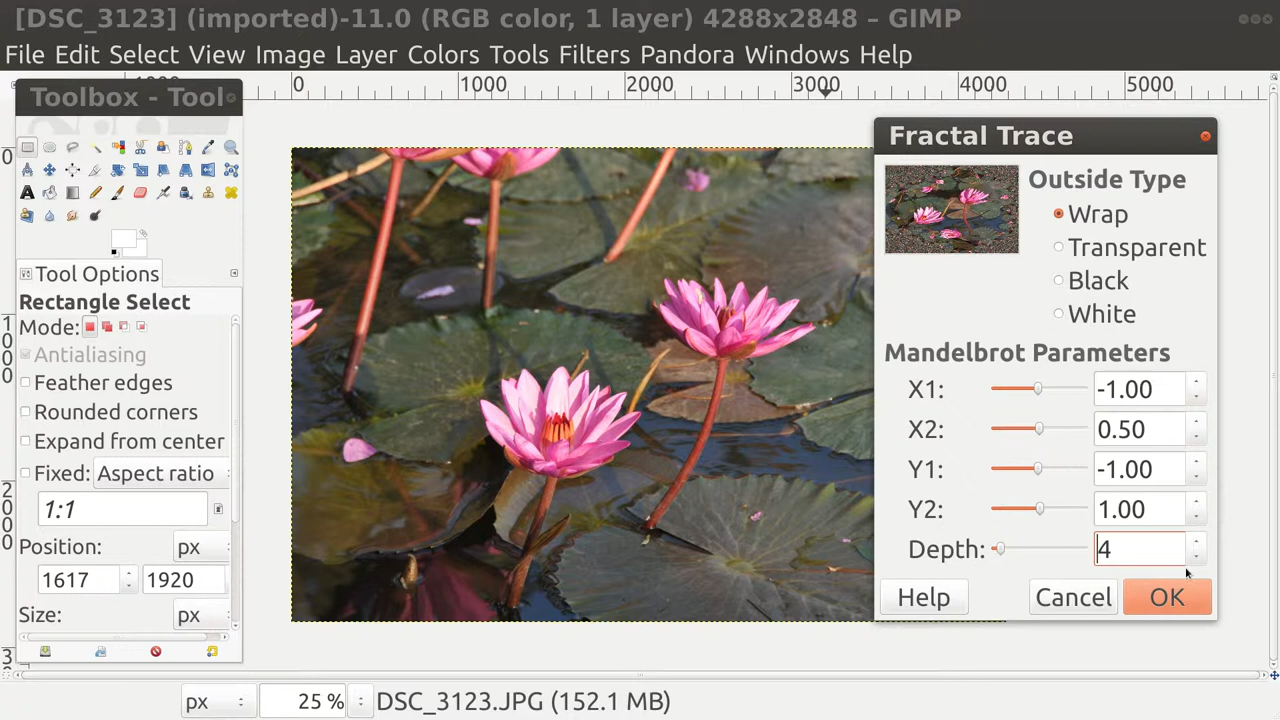 [DSC_3123] (imported)-11.0 (RGB color, 1 layer) 4288x2848 – GIMP
File Edit Select View Image Layer Colors Tools Filters Pandora Windows Help
0 1000 2000 3000 4000 5000
Toolbox - Tool
Tool Options
Rectangle Select
Mode:
Antialiasing
Feather edges
Rounded corners
Expand from center
Fixed: Aspect ratio
1:1
Position: px
1617 1920
Size: px
0
1000
2000
3
Fractal Trace
Outside Type
Wrap
Transparent
Black
White
Mandelbrot Parameters
X1: -1.00
X2: 0.50
Y1: -1.00
Y2: 1.00
Depth: 4
Help Cancel OK
px 25 % DSC_3123.JPG (152.1 MB)